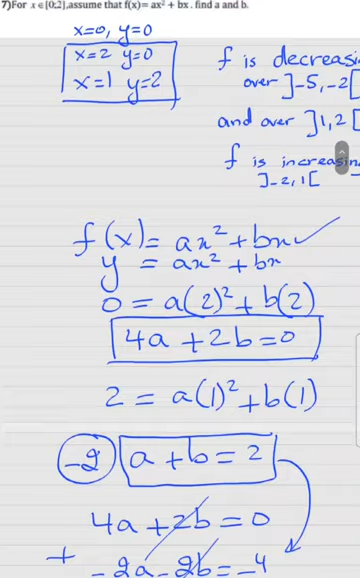 7)For x∈[0;2],assume that f(x)= ax² + bx . find a and b.
x=0, y=0
x=2 y=0
x=1 y=2
f is decreasin
over ]-5,-2[
and over ]1,2[
f is increasin
]-2,1[
f(x)= ax²+bx ✓
y = ax²+bx
0 = a(2)²+b(2)
4a+2b=0
2 = a(1)²+b(1)
-2 a+b=2
4a+2b=0
+ -2a-2b=-4